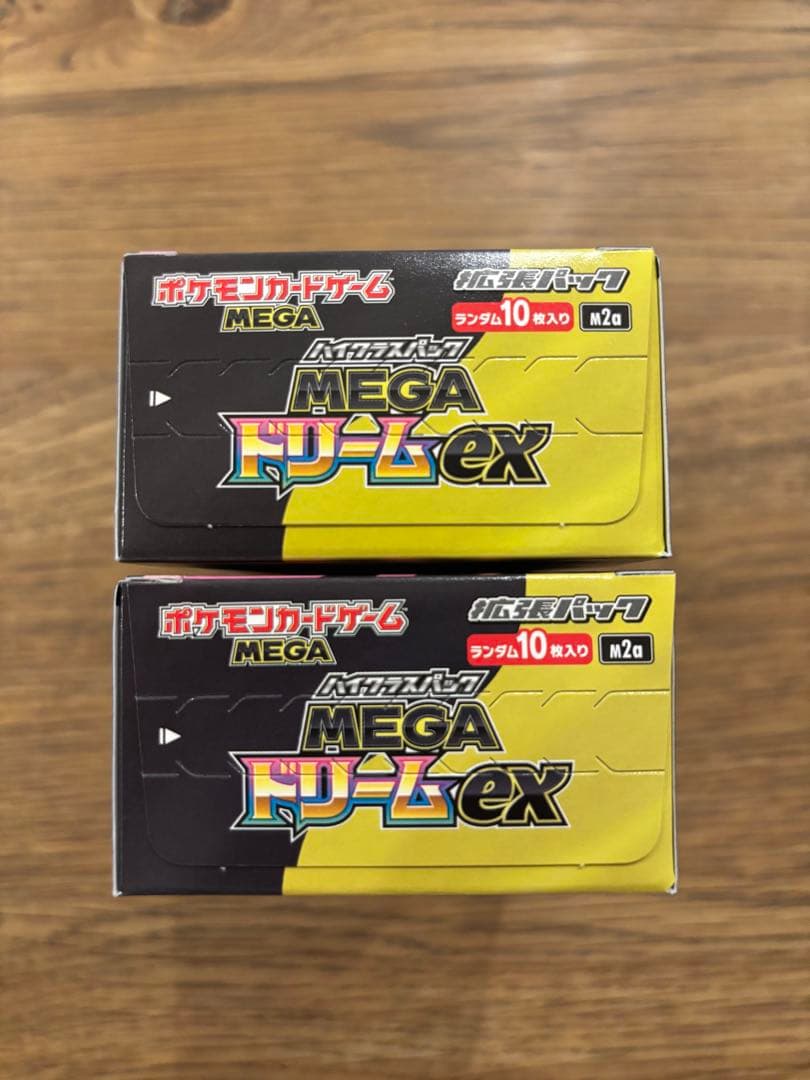 ポケモンカードゲーム
MEGA
拡張パック
ランダム10枚入り
M2a
ハイクラスパック
MEGA
ドリームex
ポケモンカードゲーム
MEGA
拡張パック
ランダム10枚入り
M2a
ハイクラスパック
MEGA
ドリームex